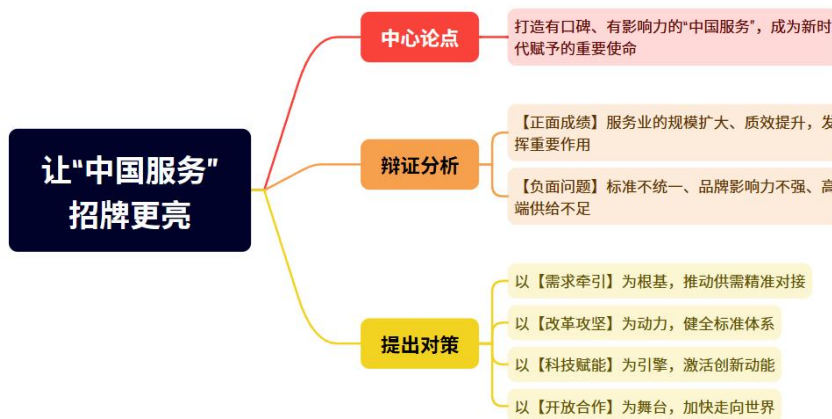 让“中国服务”
招牌更亮
中心论点
打造有口碑、有影响力的“中国服务”，成为新时
代赋予的重要使命
辩证分析
【正面成绩】服务业的规模扩大、质效提升，发
挥重要作用
【负面问题】标准不统一、品牌影响力不强、高
端供给不足
提出对策
以【需求牵引】为根基，推动供需精准对接
以【改革攻坚】为动力，健全标准体系
以【科技赋能】为引擎，激活创新动能
以【开放合作】为舞台，加快走向世界